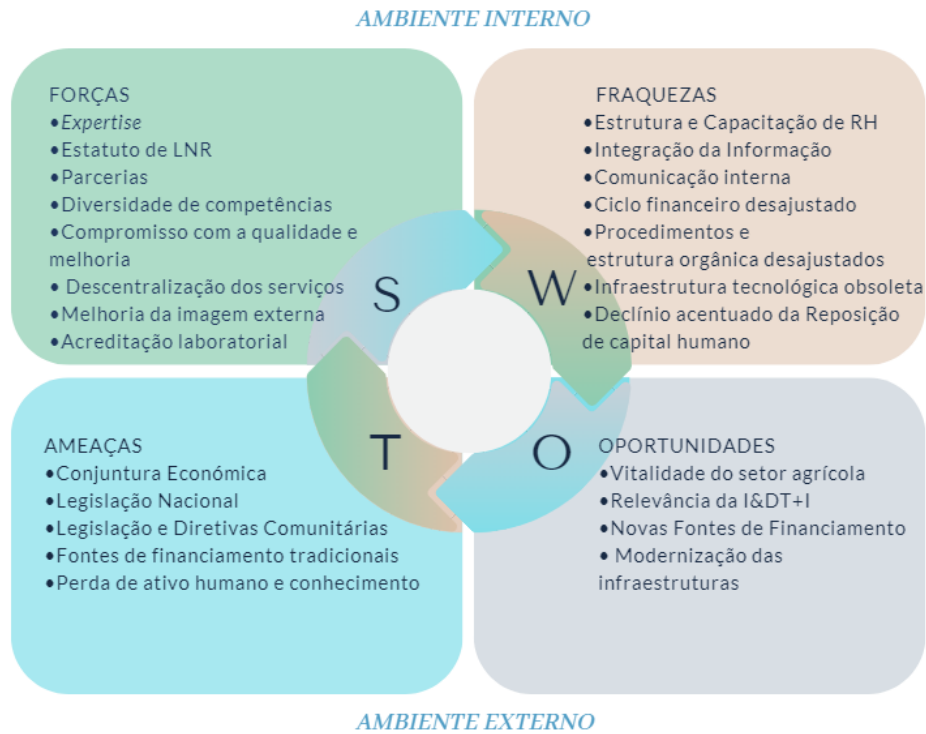 AMBIENTE INTERNO
FORÇAS
•Expertise
•Estatuto de LNR
•Parcerias
•Diversidade de competências
•Compromisso com a qualidade e
melhoria
• Descentralização dos serviços
•Melhoria da imagem externa
•Acreditação laboratorial
S
W
FRAQUEZAS
•Estrutura e Capacitação de RH
•Integração da Informação
•Comunicação interna
•Ciclo financeiro desajustado
•Procedimentos e
estrutura orgânica desajustados
•Infraestrutura tecnológica obsoleta
•Declínio acentuado da Reposição
de capital humano
AMEAÇAS
•Conjuntura Económica
•Legislação Nacional
•Legislação e Diretivas Comunitárias
•Fontes de financiamento tradicionais
•Perda de ativo humano e conhecimento
T
O
OPORTUNIDADES
•Vitalidade do setor agrícola
•Relevância da I&DT+I
•Novas Fontes de Financiamento
• Modernização das
infraestruturas
AMBIENTE EXTERNO